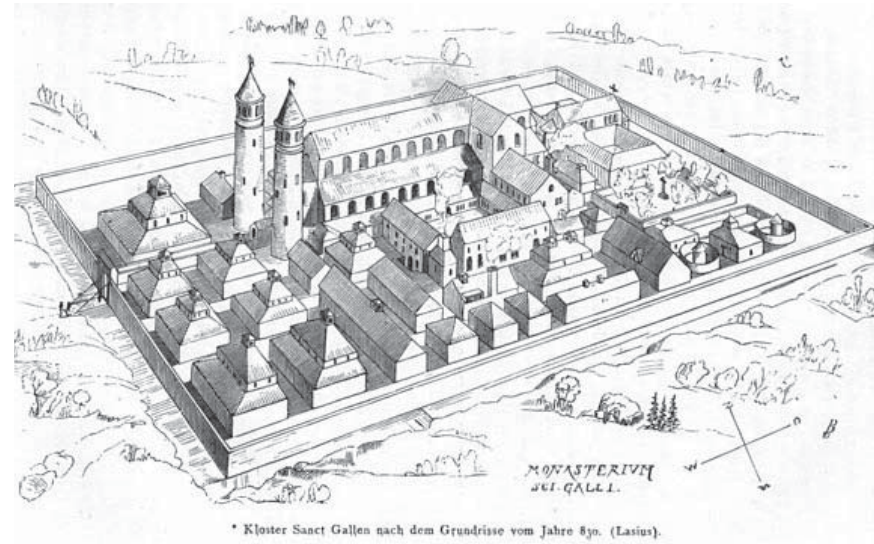 MONASTERIVM
SCI · GALLI .
W
O
S
* Kloster Sanct Gallen nach dem Grundrisse vom Jahre 830. (Lasius).